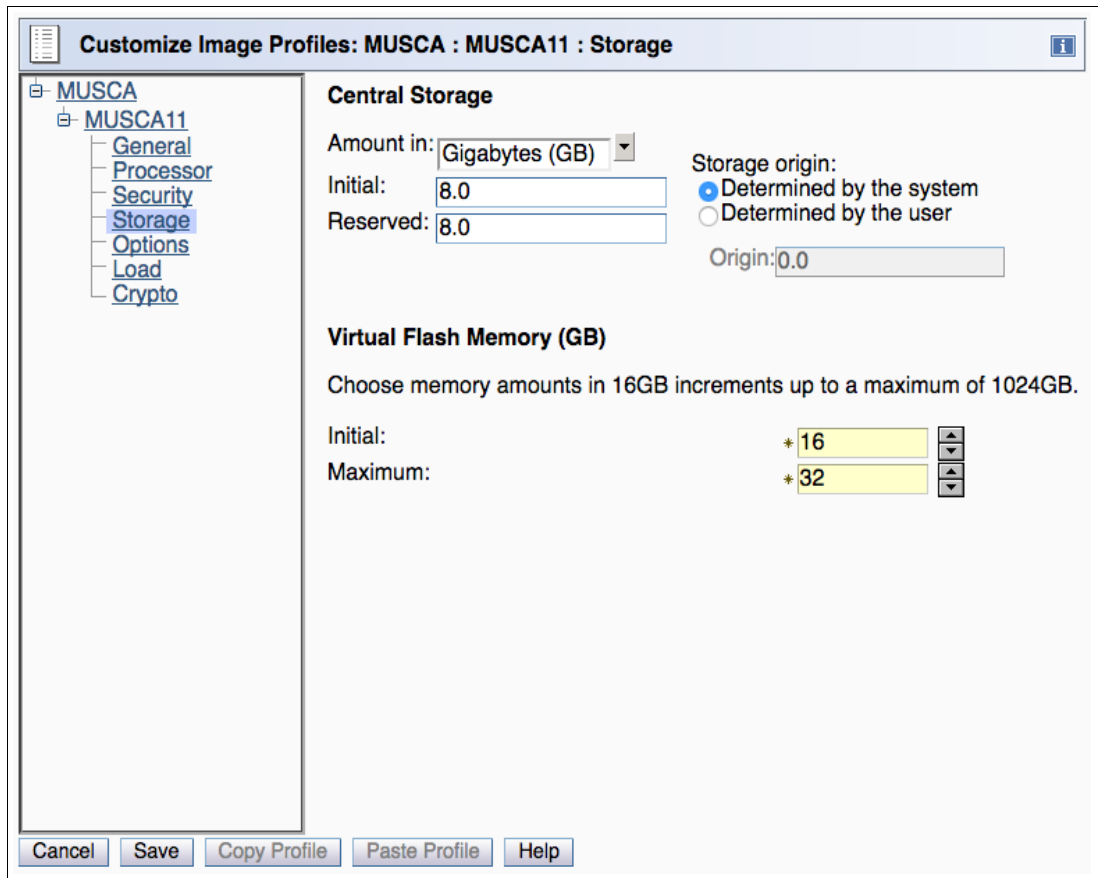 Customize Image Profiles: MUSCA : MUSCA11 : Storage
i
MUSCA
MUSCA11
General
Processor
Security
Storage
Options
Load
Crypto
Central Storage
Amount in: Gigabytes (GB)
Initial: 8.0
Reserved: 8.0
Storage origin:
Determined by the system
Determined by the user
Origin: 0.0
Virtual Flash Memory (GB)
Choose memory amounts in 16GB increments up to a maximum of 1024GB.
Initial: * 16
Maximum: * 32
Cancel Save Copy Profile Paste Profile Help